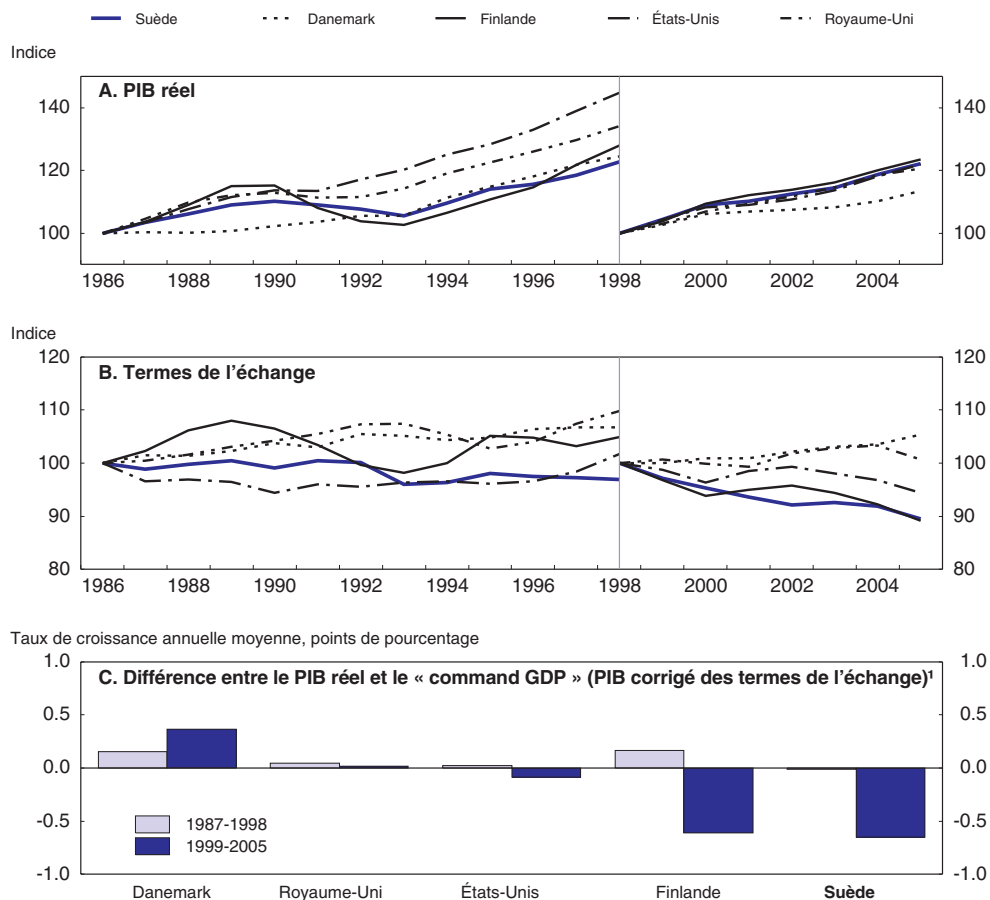 Suède Danemark Finlande États-Unis Royaume-Uni
Indice
A. PIB réel
140 140
120 120
100 100
1986 1988 1990 1992 1994 1996 1998 2000 2002 2004
Indice
120 120
B. Termes de l'échange
110 110
100 100
90 90
80 80
1986 1988 1990 1992 1994 1996 1998 2000 2002 2004
Taux de croissance annuelle moyenne, points de pourcentage
1.0 1.0
C. Différence entre le PIB réel et le « command GDP » (PIB corrigé des termes de l'échange)¹
0.5 0.5
0.0 0.0
-0.5 -0.5
1987-1998
1999-2005
-1.0 -1.0
Danemark Royaume-Uni États-Unis Finlande Suède